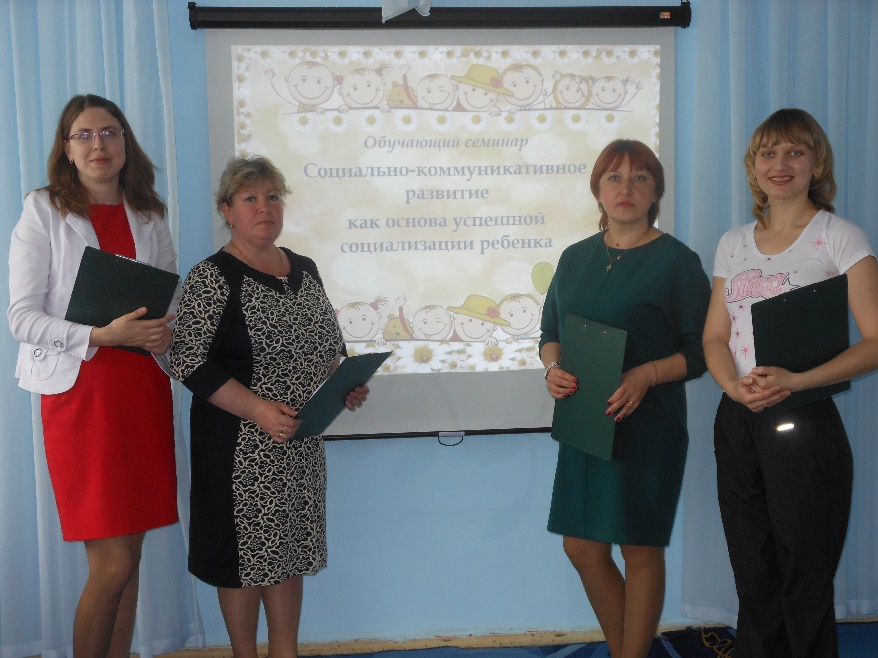 Обучающий семинар
Социально-коммуникативное
развитие
как основа успешной
социализации ребенка